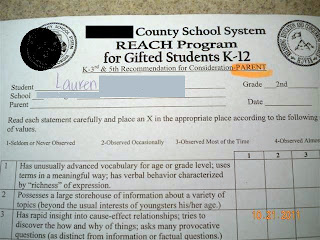 County School System
REACH Program
for Gifted Students K-12
K-3rd & 5th Recommendation for Consideration-PARENT
Student Lauren Grade 2nd
School
Parent Date
Read each statement carefully and place an X in the appropriate place according to the following
of values.
1-Seldom or Never Observed 2-Observed Occasionally 3-Observed Most of the Time 4-Observed Almost
1 2 3
1 Has unusually advanced vocabulary for age or grade level; uses
terms in a meaningful way; has verbal behavior characterized
by "richness" of expression.
2 Possesses a large storehouse of information about a variety of
topics (beyond the usual interests of youngsters his/her age.)
3 Has rapid insight into cause-effect relationships; tries to
discover the how and why of things; asks many provocative
questions (as distinct from information or factual questions.)